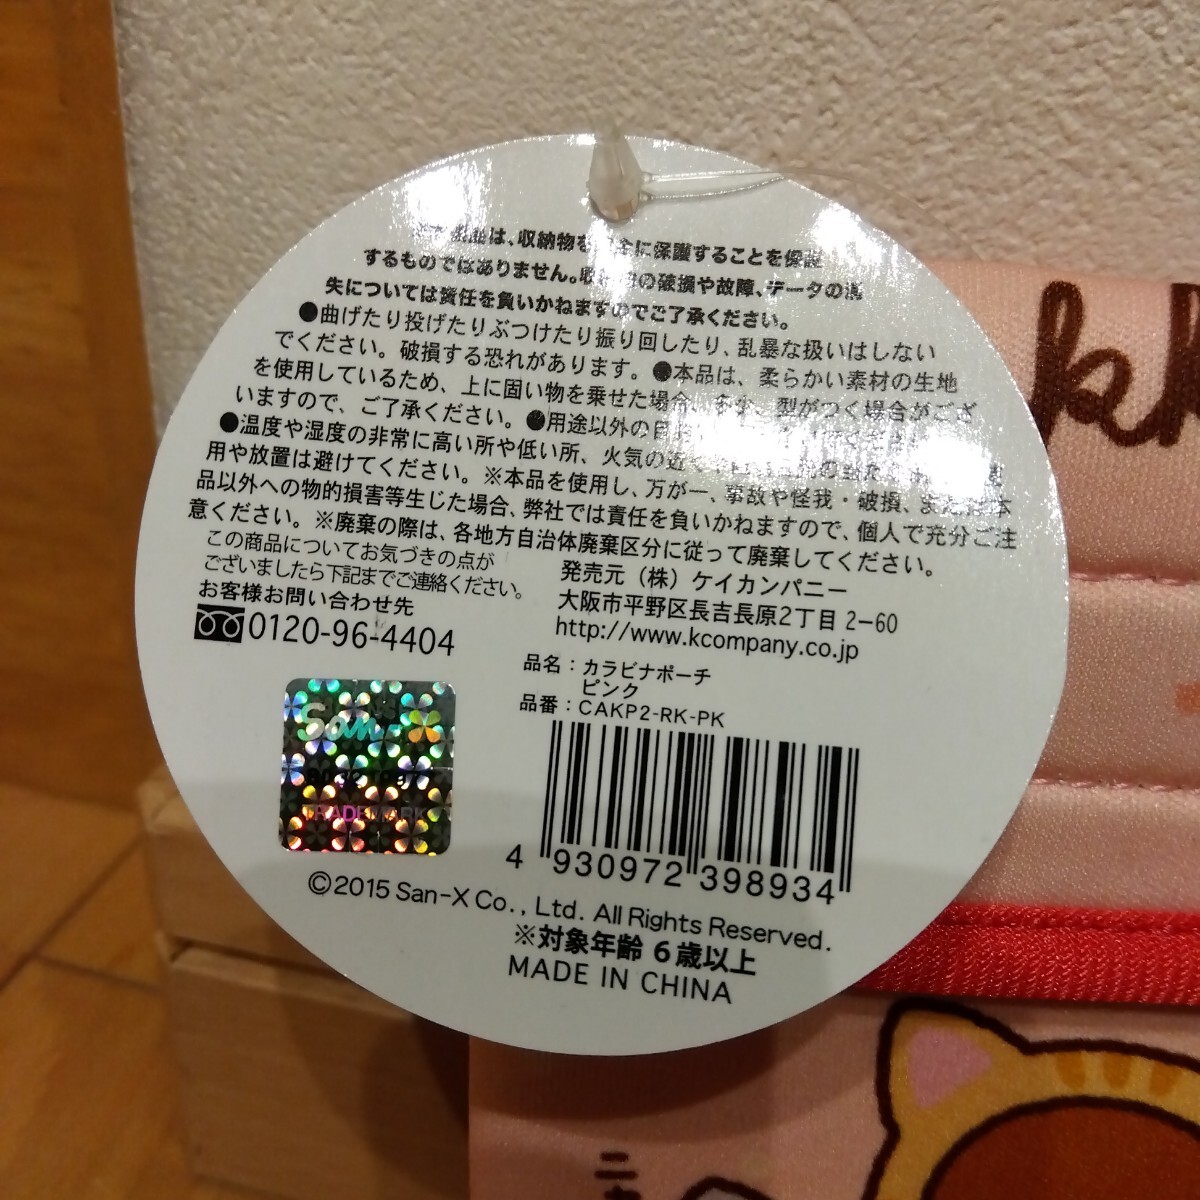 品は、収納物を に保護することを保証
するものではありません。収 の破損や故障、データの消
失については責任を負いかねますのでご了承ください。
●曲げたり投げたりぶつけたり振り回したり、乱暴な扱いはしない
でください。破損する恐れがあります。●本品は、柔らかい素材の生地
を使用しているため、上に固い物を乗せた場合、多少、型がつく場合がござ
いますので、ご了承ください。●用途以外の目
●温度や湿度の非常に高い所や低い所、火気の近
用や放置は避けてください。※本品を使用し、万が一、事故や怪我・破損、また 本
品以外への物的損害等生じた場合、弊社では責任を負いかねますので、個人で充分ご注
意ください。※廃棄の際は、各地方自治体廃棄区分に従って廃棄してください。
この商品についてお気づきの点が
ございましたら下記までご連絡ください。
お客様お問い合わせ先
0120-96-4404
発売元(株)ケイカンパニー
大阪市平野区長吉長原2丁目2-60
http://www.kcompany.co.jp
品名:カラビナポーチ
ピンク
品番:CAKP2-RK-PK
TRADEMARK
4 930972 398934
©2015 San-X Co., Ltd. All Rights Reserved.
※対象年齢6歳以上
MADE IN CHINA